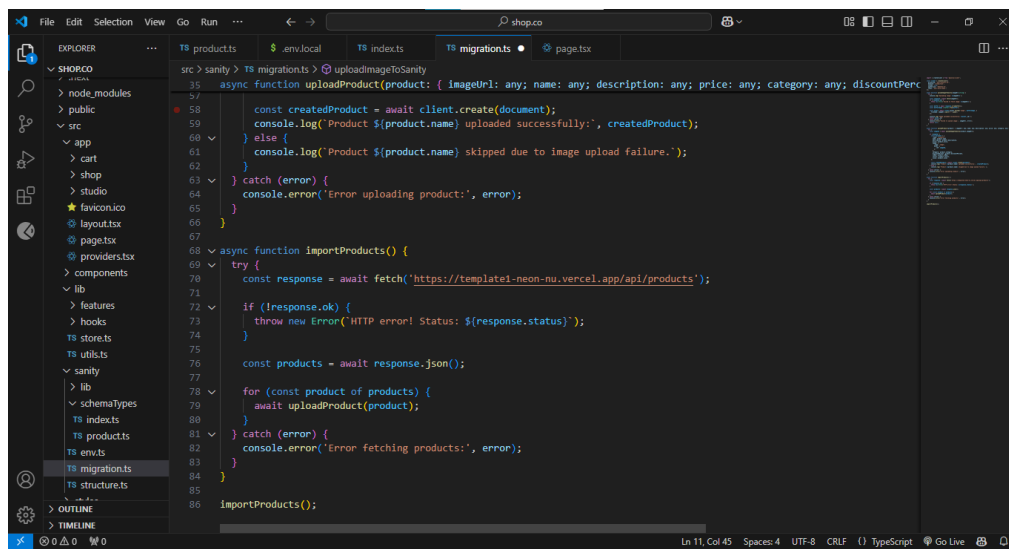 File Edit Selection View Go Run ··· shop.co
EXPLORER ···
TS product.ts $ .env.local TS index.ts TS migration.ts ● page.tsx
SHOP.CO
node_modules
public
src
app
cart
shop
studio
favicon.ico
layout.tsx
page.tsx
providers.tsx
components
lib
features
hooks
TS store.ts
TS utils.ts
sanity
lib
schemaTypes
TS index.ts
TS product.ts
TS env.ts
TS migration.ts
TS structure.ts
OUTLINE
TIMELINE
src > sanity > TS migration.ts > uploadImageToSanity
35 async function uploadProduct(product: { imageUrl: any; name: any; description: any; price: any; category: any; discountPerc
57
58 const createdProduct = await client.create(document);
59 console.log(`Product ${product.name} uploaded successfully:`, createdProduct);
60 } else {
61 console.log(`Product ${product.name} skipped due to image upload failure.`);
62 }
63 } catch (error) {
64 console.error('Error uploading product:', error);
65 }
66 }
67
68 async function importProducts() {
69 try {
70 const response = await fetch('https://template1-neon-nu.vercel.app/api/products');
71
72 if (!response.ok) {
73 throw new Error(`HTTP error! Status: ${response.status}`);
74 }
75
76 const products = await response.json();
77
78 for (const product of products) {
79 await uploadProduct(product);
80 }
81 } catch (error) {
82 console.error('Error fetching products:', error);
83 }
84 }
85
86 importProducts();
0 0 0 Ln 11, Col 45 Spaces: 4 UTF-8 CRLF {} TypeScript Go Live